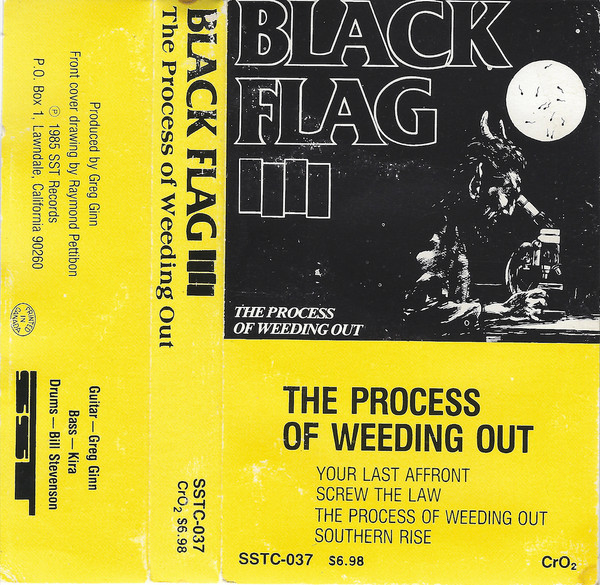 BLACK
FLAG
THE PROCESS
OF WEEDING OUT
THE PROCESS
OF WEEDING OUT
YOUR LAST AFFRONT
SCREW THE LAW
THE PROCESS OF WEEDING OUT
SOUTHERN RISE
SSTC-037 $6.98
CrO₂
BLACK FLAG
The Process of Weeding Out
SSTC-037
CrO₂ $6.98
Produced by Greg Ginn
Front cover drawing by Raymond Pettibon
℗ 1985 SST Records
P.O. Box 1, Lawndale, California 90260
PRINTED
IN
CANADA
Guitar — Greg Ginn
Bass — Kira
Drums — Bill Stevenson
SST